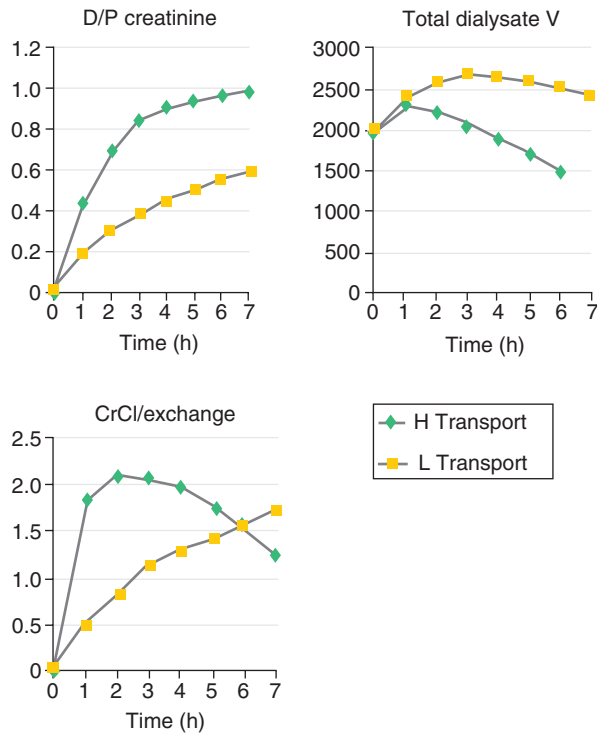 D/P creatinine
1.2
1.0
0.8
0.6
0.4
0.2
0
0 1 2 3 4 5 6 7
Time (h)
Total dialysate V
3000
2500
2000
1500
1000
500
0
0 1 2 3 4 5 6 7
Time (h)
CrCl/exchange
2.5
2.0
1.5
1.0
0.5
0
0 1 2 3 4 5 6 7
Time (h)
H Transport
L Transport